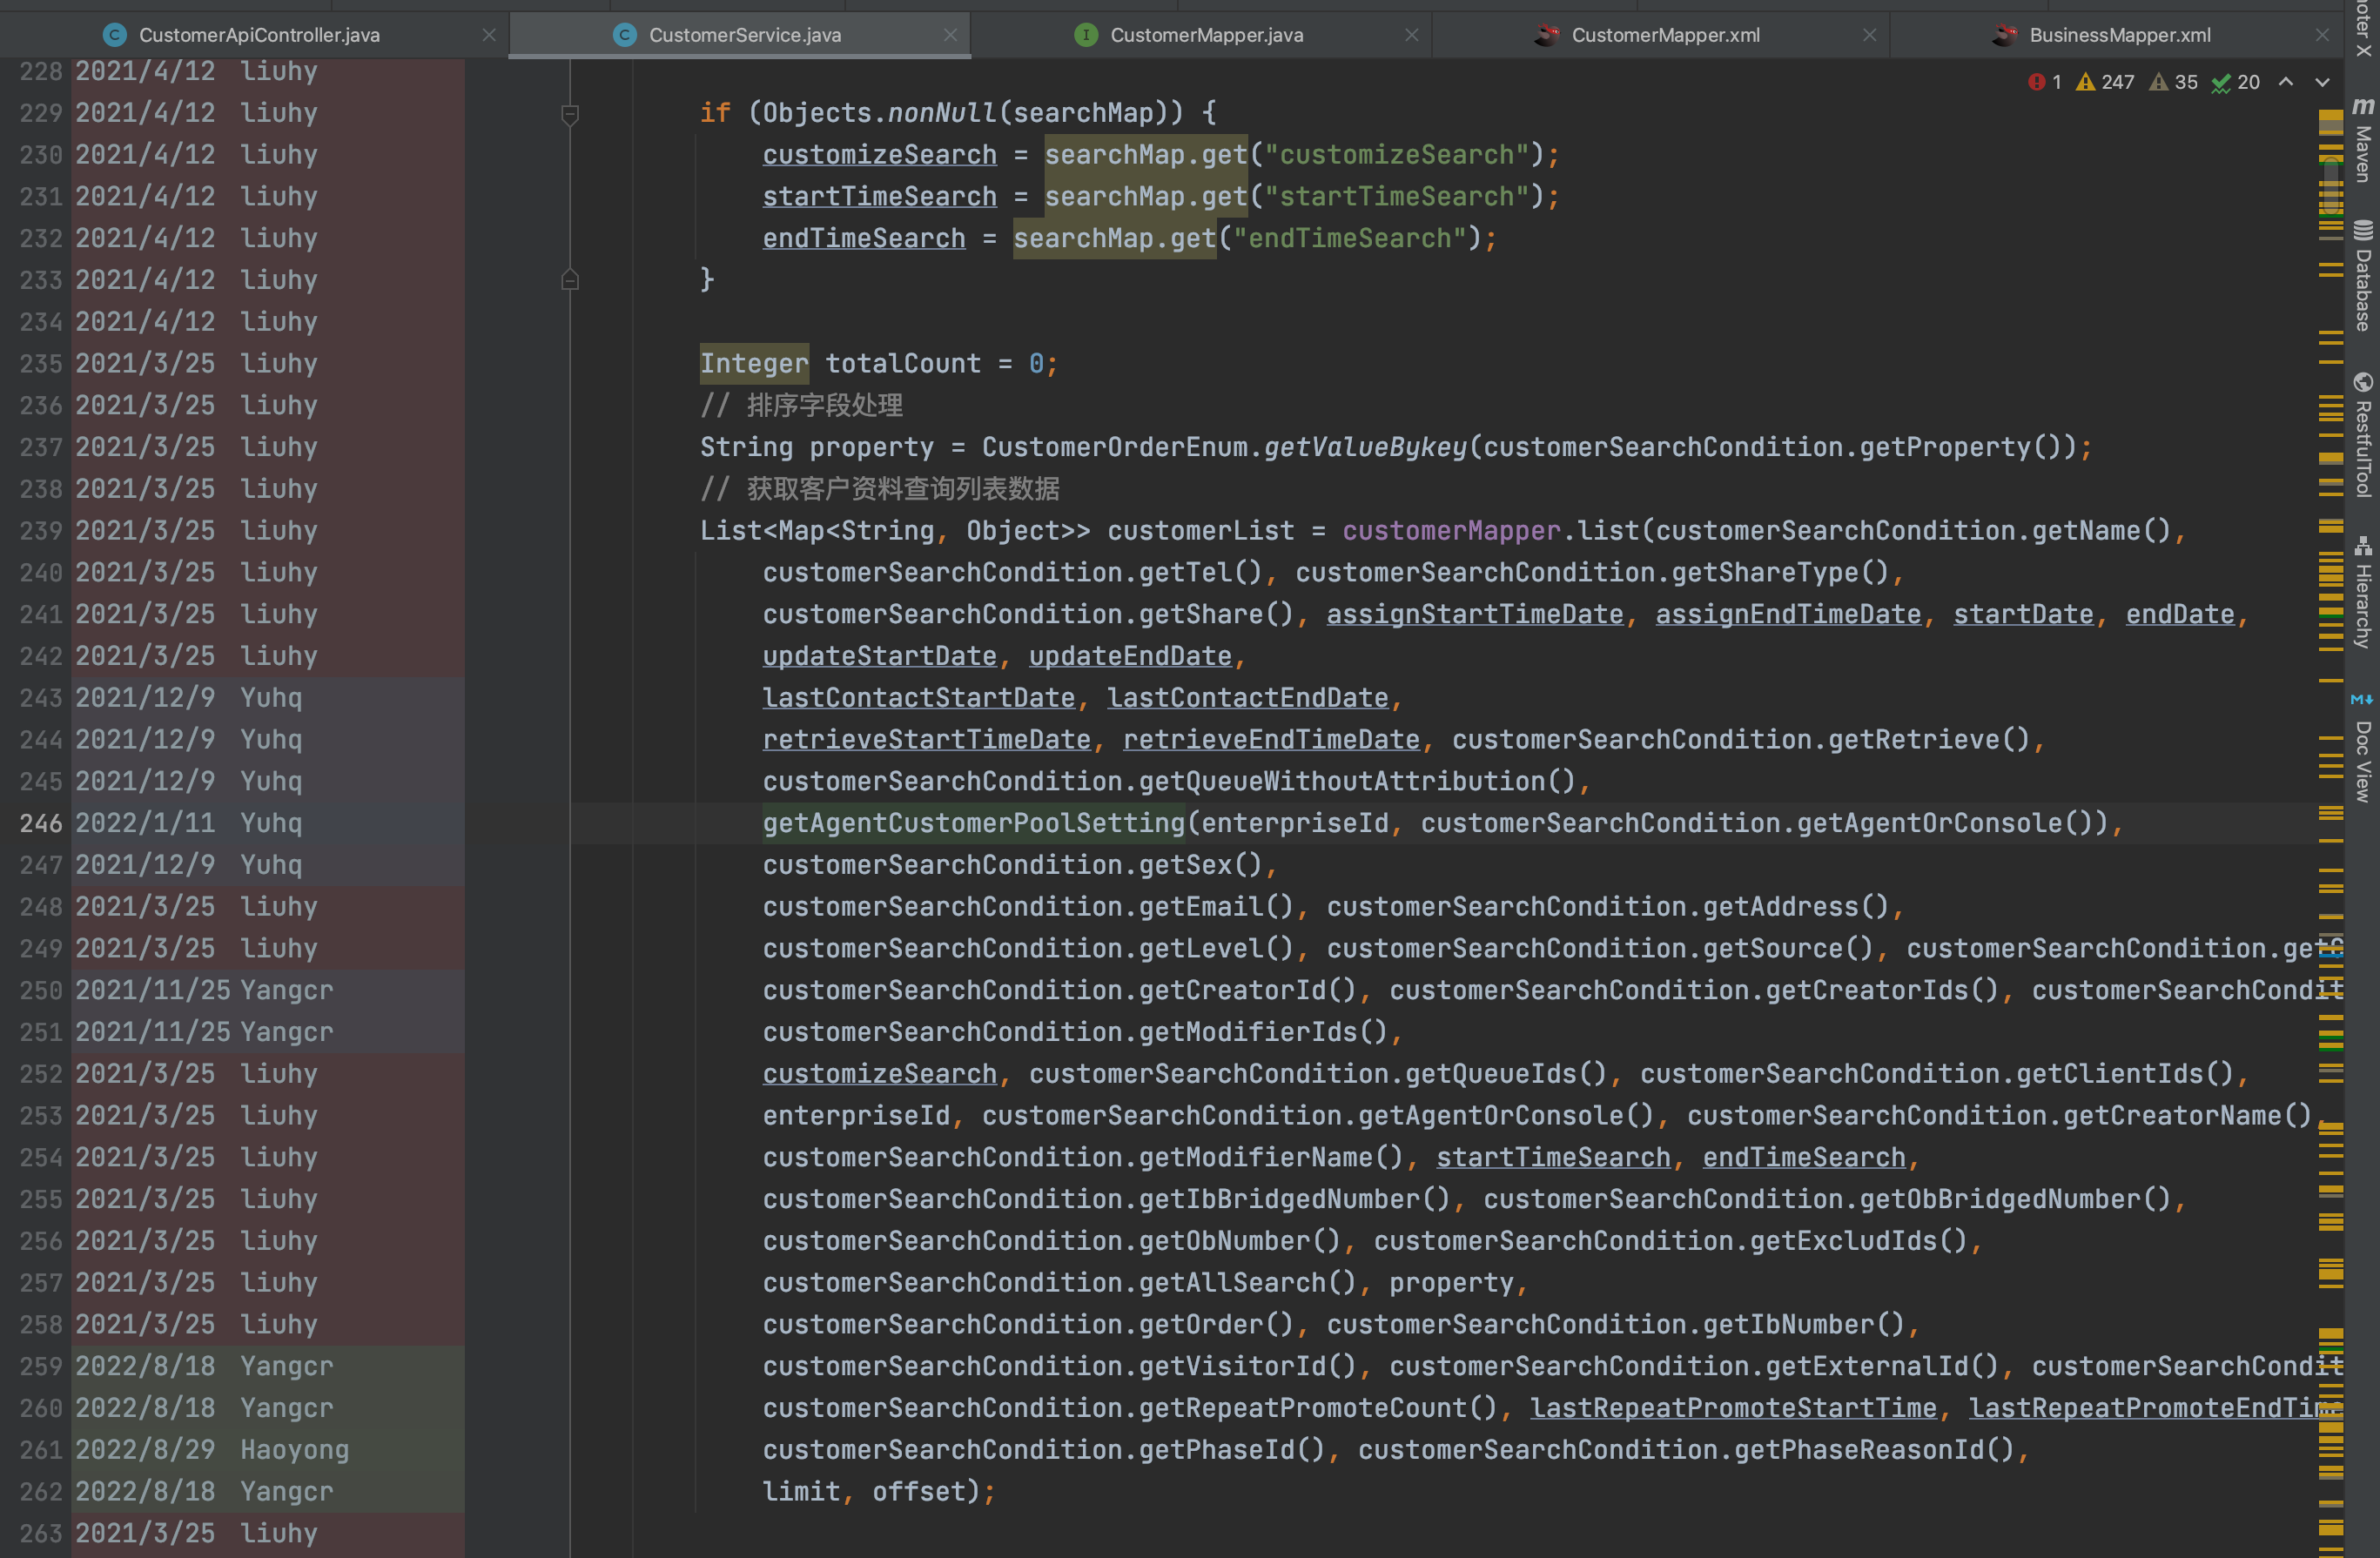 CustomerApiController.java CustomerService.java CustomerMapper.java CustomerMapper.xml BusinessMapper.xml
1 247 35 20
228 2021/4/12 liuhy
229 2021/4/12 liuhy if (Objects.nonNull(searchMap)) {
230 2021/4/12 liuhy customizeSearch = searchMap.get("customizeSearch");
231 2021/4/12 liuhy startTimeSearch = searchMap.get("startTimeSearch");
232 2021/4/12 liuhy endTimeSearch = searchMap.get("endTimeSearch");
233 2021/4/12 liuhy }
234 2021/4/12 liuhy
235 2021/3/25 liuhy Integer totalCount = 0;
236 2021/3/25 liuhy // 排序字段处理
237 2021/3/25 liuhy String property = CustomerOrderEnum.getValueBykey(customerSearchCondition.getProperty());
238 2021/3/25 liuhy // 获取客户资料查询列表数据
239 2021/3/25 liuhy List<Map<String, Object>> customerList = customerMapper.list(customerSearchCondition.getName(),
240 2021/3/25 liuhy customerSearchCondition.getTel(), customerSearchCondition.getShareType(),
241 2021/3/25 liuhy customerSearchCondition.getShare(), assignStartTimeDate, assignEndTimeDate, startDate, endDate,
242 2021/3/25 liuhy updateStartDate, updateEndDate,
243 2021/12/9 Yuhq lastContactStartDate, lastContactEndDate,
244 2021/12/9 Yuhq retrieveStartTimeDate, retrieveEndTimeDate, customerSearchCondition.getRetrieve(),
245 2021/12/9 Yuhq customerSearchCondition.getQueueWithoutAttribution(),
246 2022/1/11 Yuhq getAgentCustomerPoolSetting(enterpriseId, customerSearchCondition.getAgentOrConsole()),
247 2021/12/9 Yuhq customerSearchCondition.getSex(),
248 2021/3/25 liuhy customerSearchCondition.getEmail(), customerSearchCondition.getAddress(),
249 2021/3/25 liuhy customerSearchCondition.getLevel(), customerSearchCondition.getSource(), customerSearchCondition.get
250 2021/11/25 Yangcr customerSearchCondition.getCreatorId(), customerSearchCondition.getCreatorIds(), customerSearchCondit
251 2021/11/25 Yangcr customerSearchCondition.getModifierIds(),
252 2021/3/25 liuhy customizeSearch, customerSearchCondition.getQueueIds(), customerSearchCondition.getClientIds(),
253 2021/3/25 liuhy enterpriseId, customerSearchCondition.getAgentOrConsole(), customerSearchCondition.getCreatorName(),
254 2021/3/25 liuhy customerSearchCondition.getModifierName(), startTimeSearch, endTimeSearch,
255 2021/3/25 liuhy customerSearchCondition.getIbBridgedNumber(), customerSearchCondition.getObBridgedNumber(),
256 2021/3/25 liuhy customerSearchCondition.getObNumber(), customerSearchCondition.getExcludIds(),
257 2021/3/25 liuhy customerSearchCondition.getAllSearch(), property,
258 2021/3/25 liuhy customerSearchCondition.getOrder(), customerSearchCondition.getIbNumber(),
259 2022/8/18 Yangcr customerSearchCondition.getVisitorId(), customerSearchCondition.getExternalId(), customerSearchCondit
260 2022/8/18 Yangcr customerSearchCondition.getRepeatPromoteCount(), lastRepeatPromoteStartTime, lastRepeatPromoteEndTime
261 2022/8/29 Haoyong customerSearchCondition.getPhaseId(), customerSearchCondition.getPhaseReasonId(),
262 2022/8/18 Yangcr limit, offset);
263 2021/3/25 liuhy
oter X
Maven
Database
RestfulTool
Hierarchy
Doc View